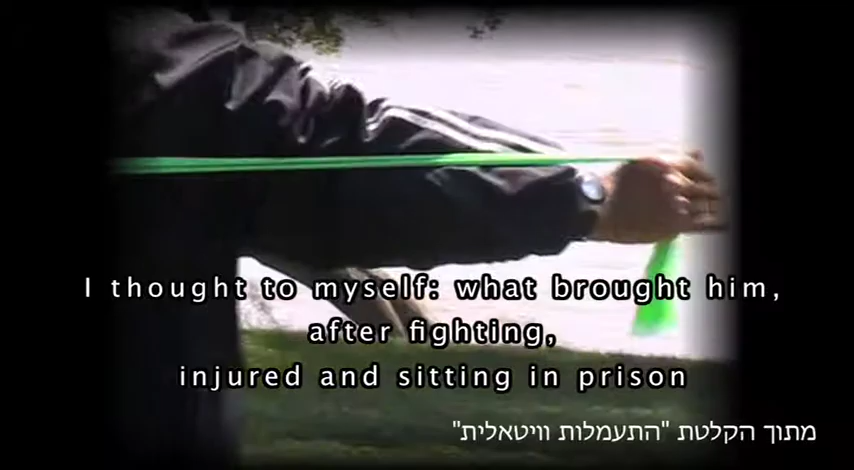 I thought to myself: what brought him,
after fighting,
injured and sitting in prison
מתוך הקלטת "התעמלות וויטאלית"